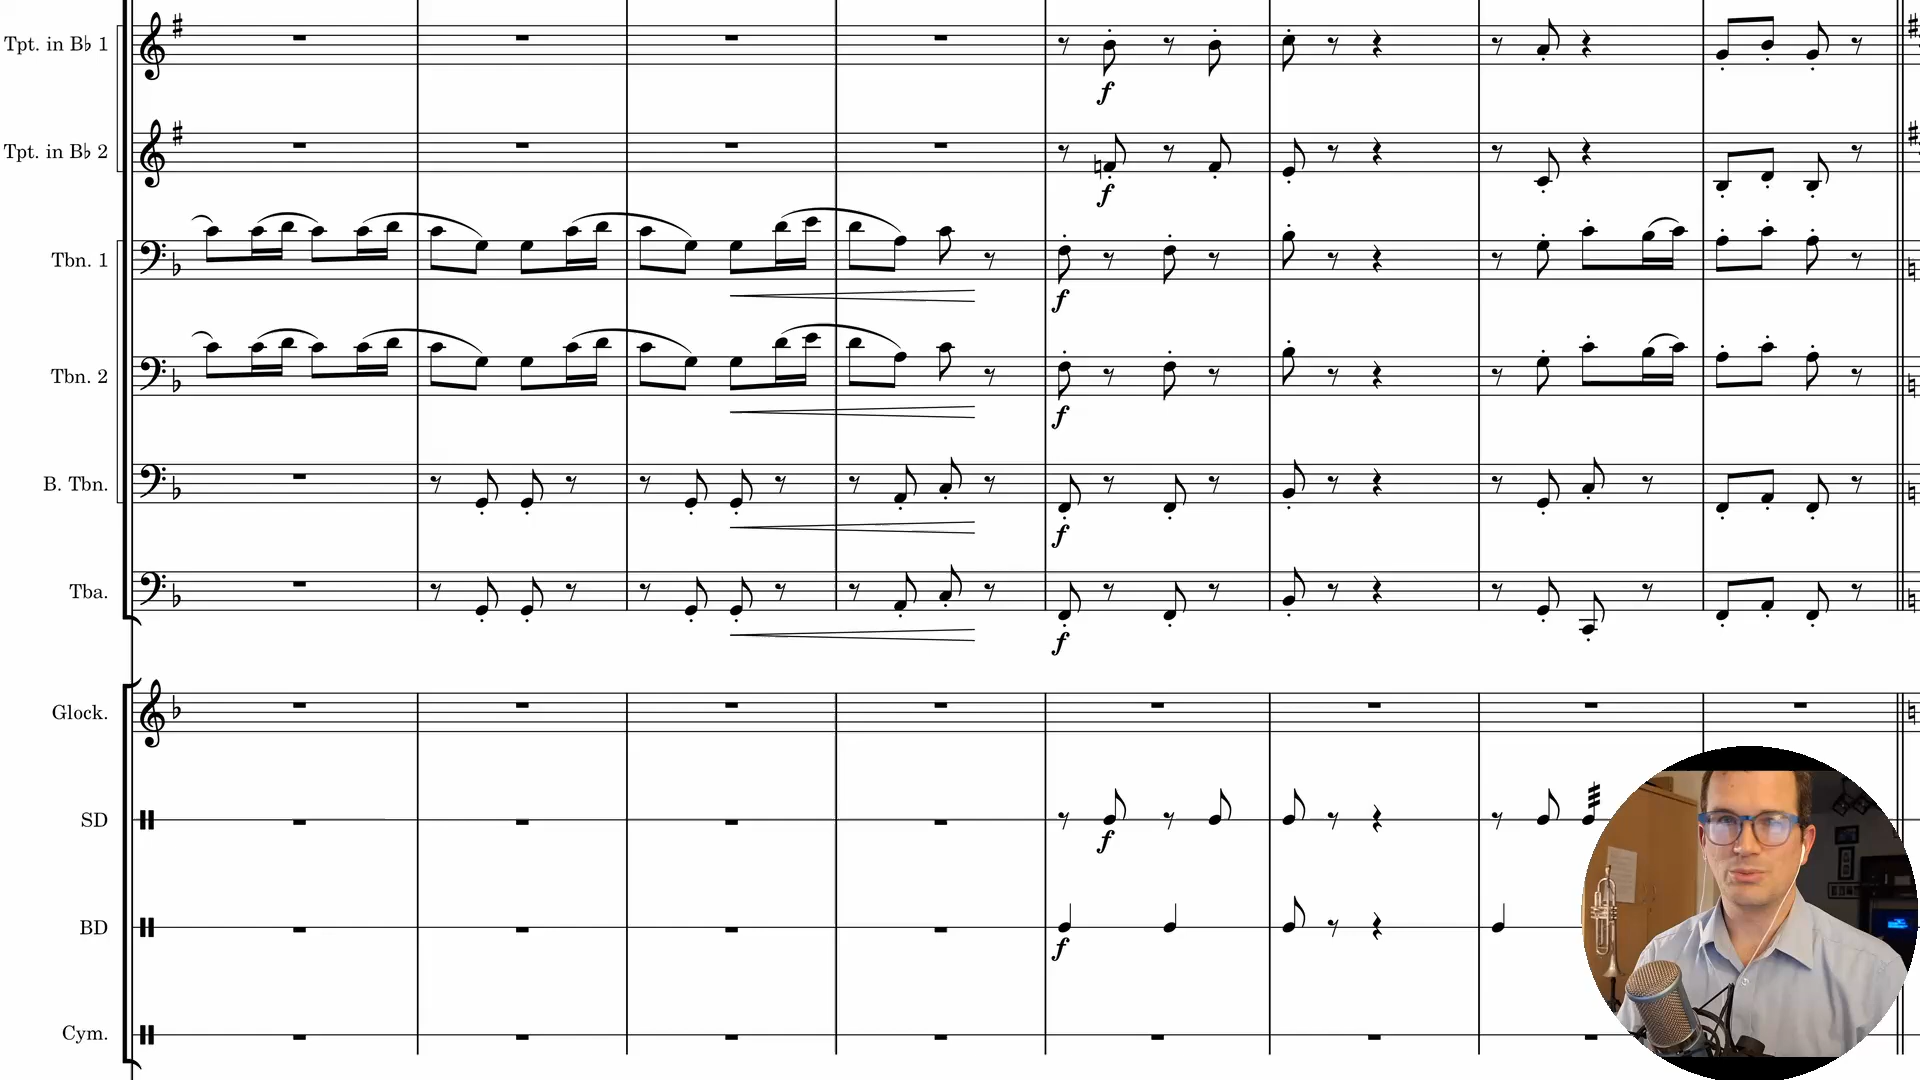 Tpt. in B♭ 1
f
Tpt. in B♭ 2
f
Tbn. 1
f
Tbn. 2
f
B. Tbn.
f
Tba.
f
Glock.
SD
f
BD
f
Cym.